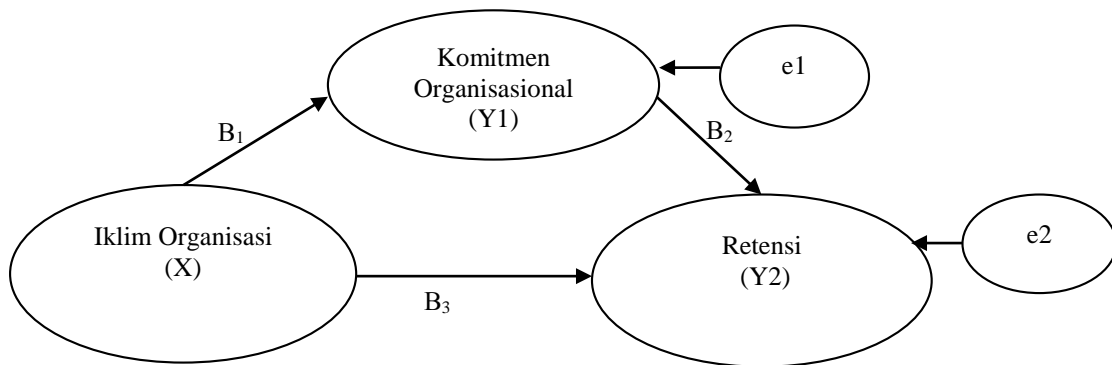 Komitmen
Organisasional
(Y1)
e1
B₁
B₂
Iklim Organisasi
(X)
Retensi
(Y2)
e2
B₃